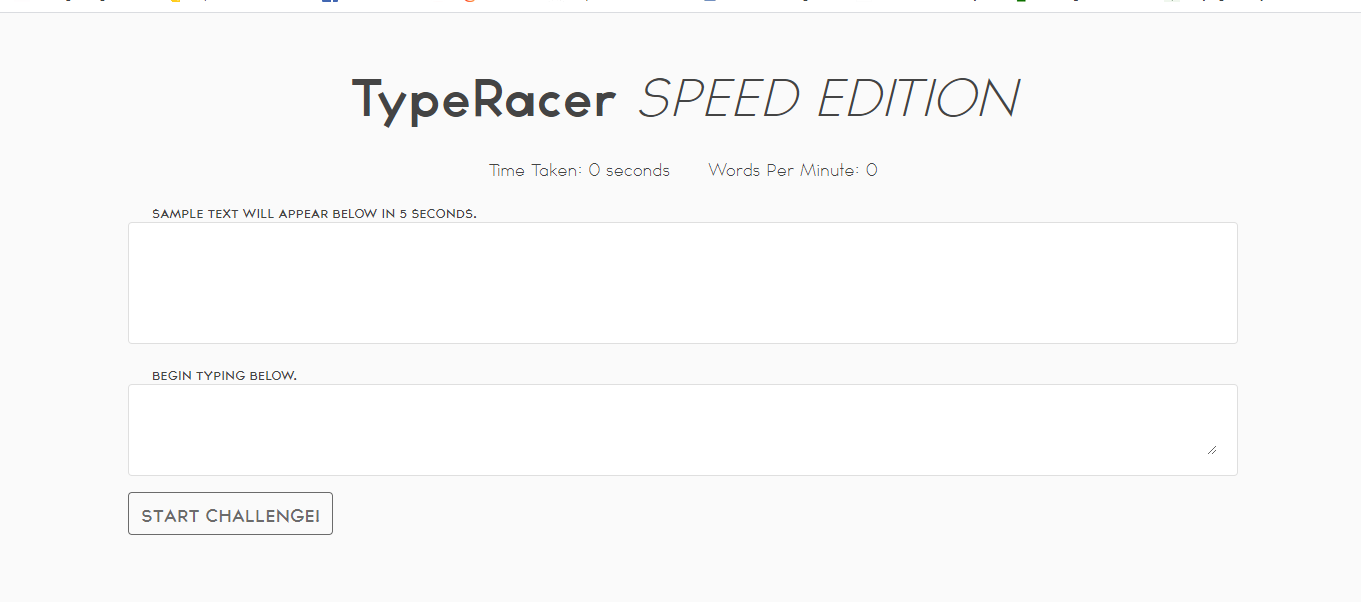 TypeRacer SPEED EDITION
Time Taken: 0 seconds Words Per Minute: 0
SAMPLE TEXT WILL APPEAR BELOW IN 5 SECONDS.
BEGIN TYPING BELOW.
START CHALLENGE!